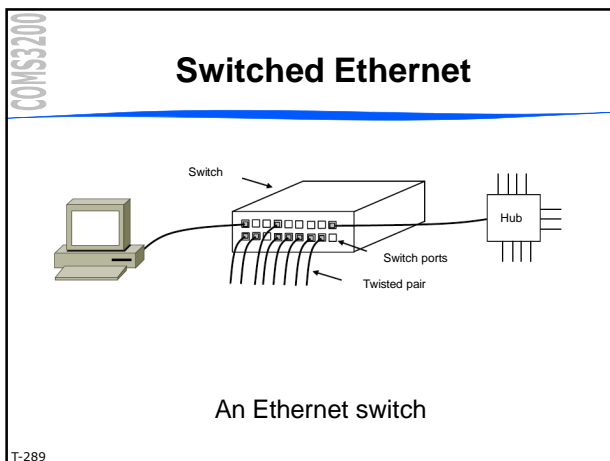 COMS3200
Switched Ethernet
Switch
Hub
Switch ports
Twisted pair
An Ethernet switch
T-289